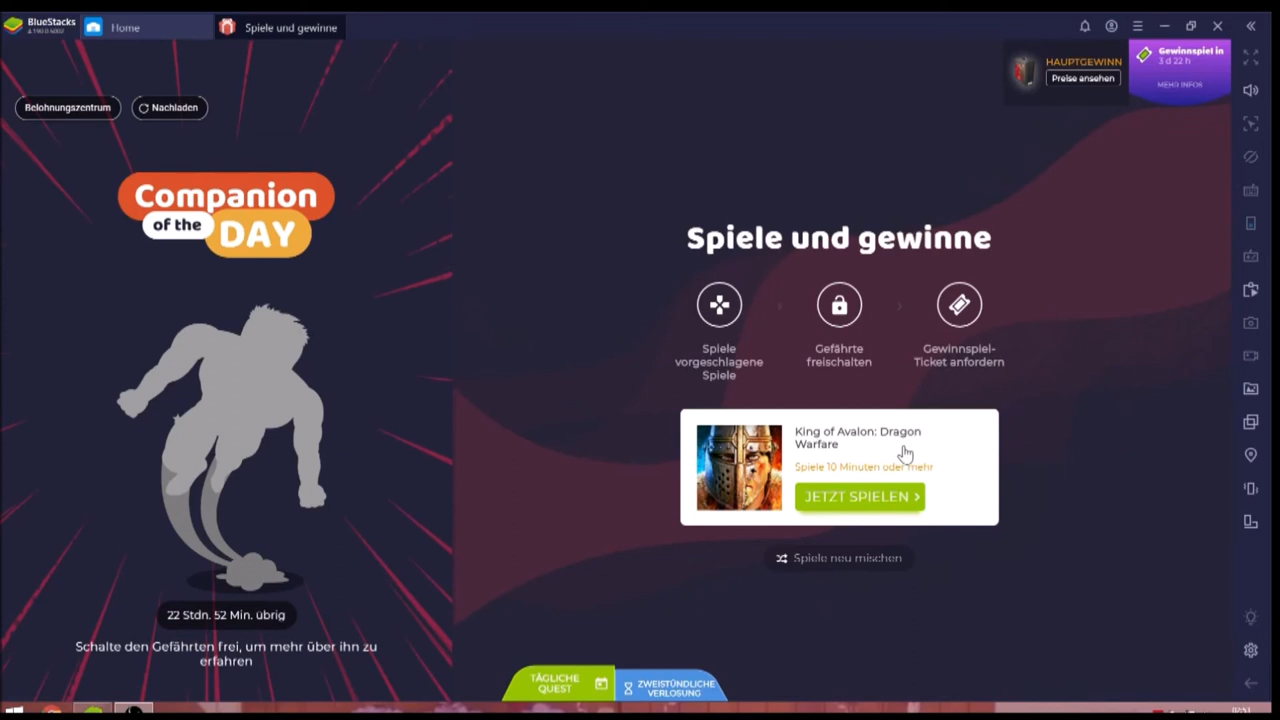 BlueStacks
Home
Spiele und gewinne
HAUPTGEWINN
Preise ansehen
Gewinnspiel in
3 d 22 h
MEHR INFOS
Belohnungszentrum
Nachladen
Companion
of the
DAY
Spiele und gewinne
Spiele
vorgeschlagene
Spiele
Gefährte
freischalten
Gewinnspiel-
Ticket anfordern
King of Avalon: Dragon
Warfare
Spiele 10 Minuten oder mehr
JETZT SPIELEN
Spiele neu mischen
22 Stdn. 52 Min. übrig
Schalte den Gefährten frei, um mehr über ihn zu
erfahren
TÄGLICHE
QUEST
ZWEISTÜNDLICHE
VERLOSUNG